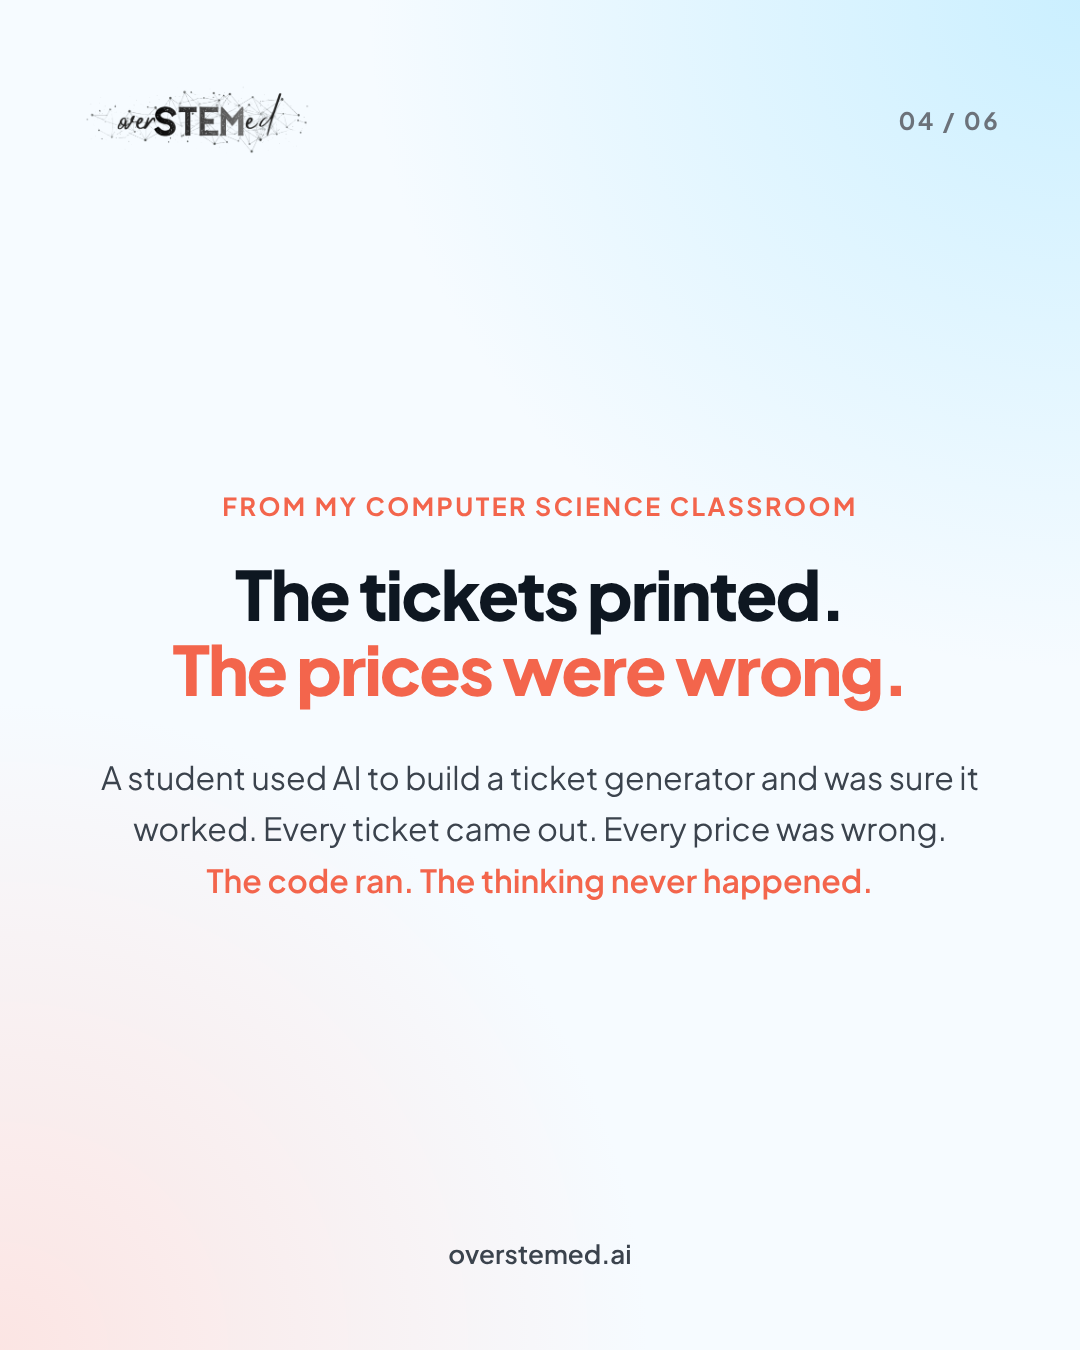 overSTEMed
04 / 06
FROM MY COMPUTER SCIENCE CLASSROOM
The tickets printed.
The prices were wrong.
A student used AI to build a ticket generator and was sure it
worked. Every ticket came out. Every price was wrong.
The code ran. The thinking never happened.
overstemed.ai